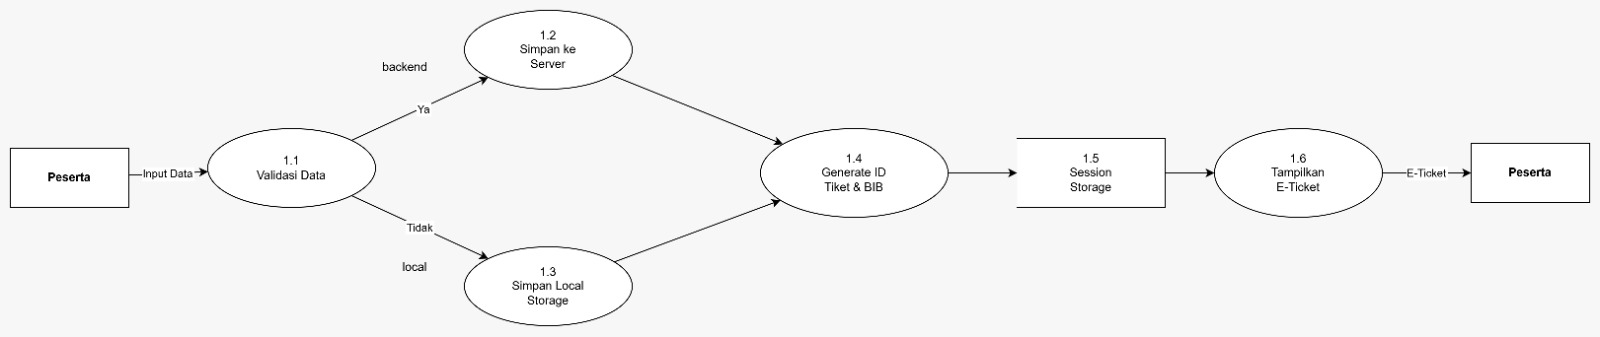 Peserta
Input Data
1.1
Validasi Data
backend
Ya
1.2
Simpan ke
Server
Tidak
local
1.3
Simpan Local
Storage
1.4
Generate ID
Tiket & BIB
1.5
Session
Storage
1.6
Tampilkan
E-Ticket
E-Ticket
Peserta